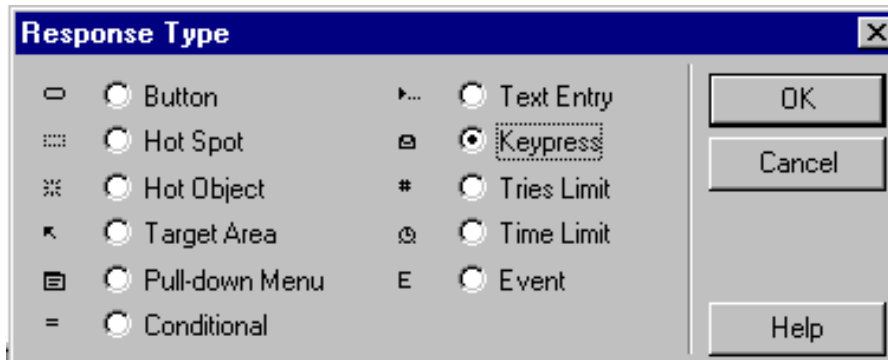 Response Type
Button
Hot Spot
Hot Object
Target Area
Pull-down Menu
= Conditional
Text Entry
Keypress
# Tries Limit
Time Limit
E Event
OK
Cancel
Help